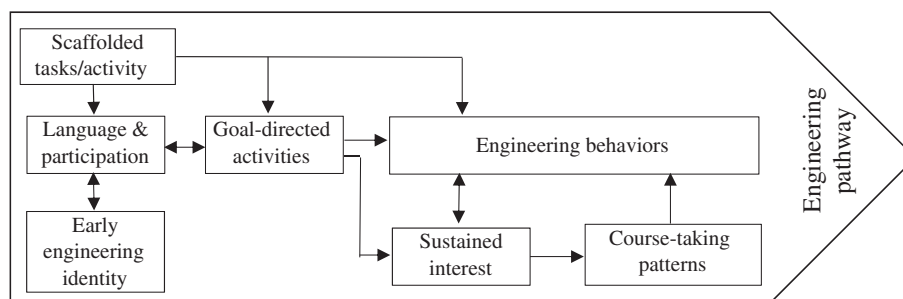 Scaffolded
tasks/activity
Language &
participation
Goal-directed
activities
Engineering behaviors
Early
engineering
identity
Sustained
interest
Course-taking
patterns
Engineering
pathway